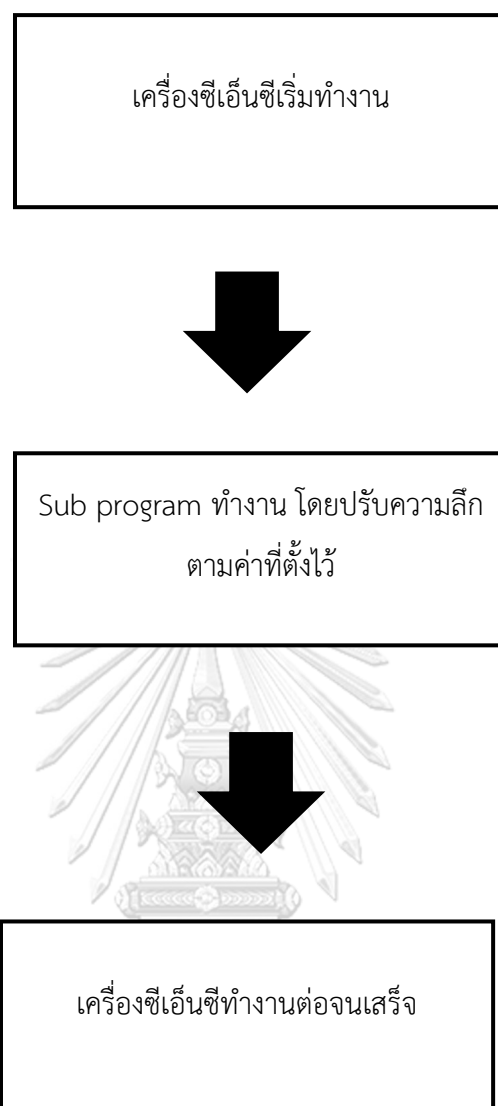 เครื่องซีเอ็นซีเริ่มทำงาน
Sub program ทำงาน โดยปรับความลึก
ตามค่าที่ตั้งไว้
เครื่องซีเอ็นซีทำงานต่อจนเสร็จ